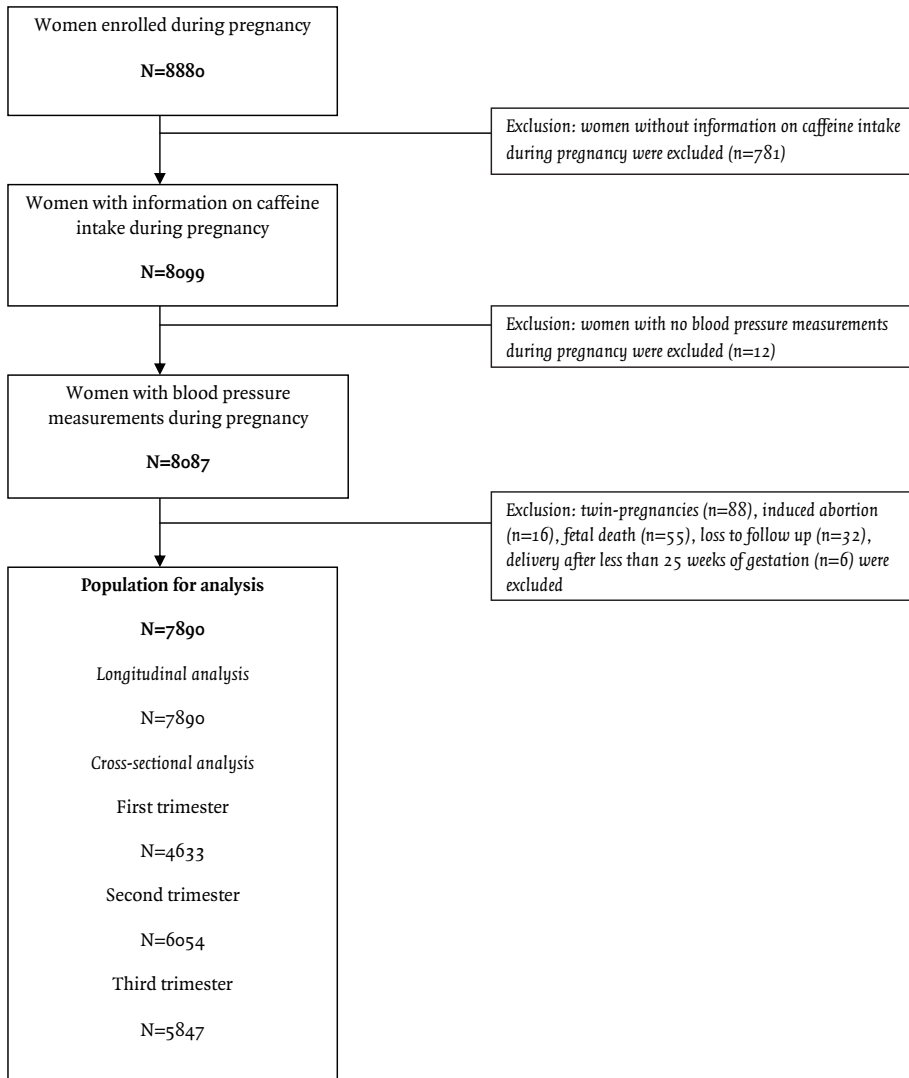 Women enrolled during pregnancy
N=8880
Exclusion: women without information on caffeine intake
during pregnancy were excluded (n=781)
Women with information on caffeine
intake during pregnancy
N=8099
Exclusion: women with no blood pressure measurements
during pregnancy were excluded (n=12)
Women with blood pressure
measurements during pregnancy
N=8087
Exclusion: twin-pregnancies (n=88), induced abortion
(n=16), fetal death (n=55), loss to follow up (n=32),
delivery after less than 25 weeks of gestation (n=6) were
excluded
Population for analysis
N=7890
Longitudinal analysis
N=7890
Cross-sectional analysis
First trimester
N=4633
Second trimester
N=6054
Third trimester
N=5847